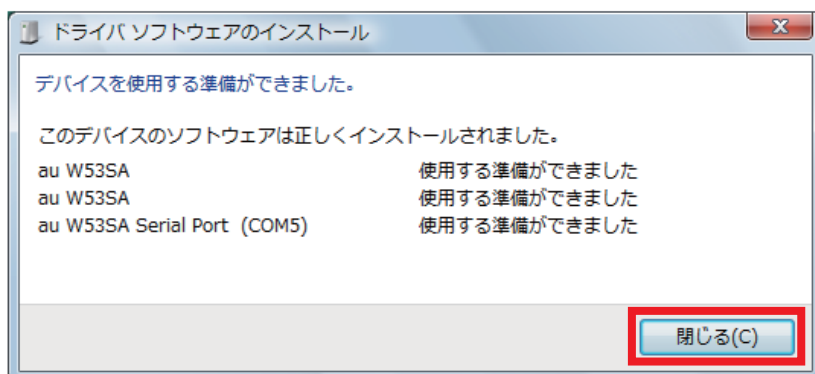 ドライバ ソフトウェアのインストール
デバイスを使用する準備ができました。
このデバイスのソフトウェアは正しくインストールされました。
au W53SA 使用する準備ができました
au W53SA 使用する準備ができました
au W53SA Serial Port (COM5) 使用する準備ができました
閉じる(C)